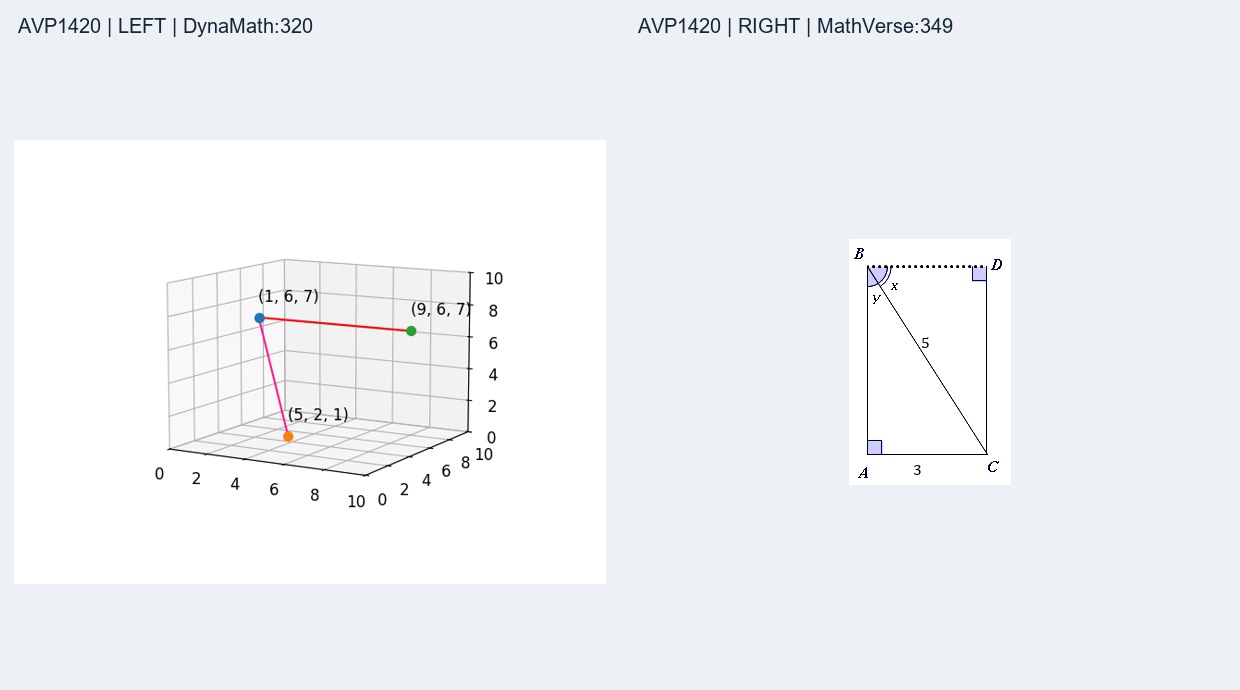 AVP1420 | LEFT | DynaMath:320
(1, 6, 7)
(9, 6, 7)
(5, 2, 1)
10
8
6
4
2
0
0
2
4
6
8
10
0
2
4
6
8
10
AVP1420 | RIGHT | MathVerse:349
B
D
x
y
5
A
3
C